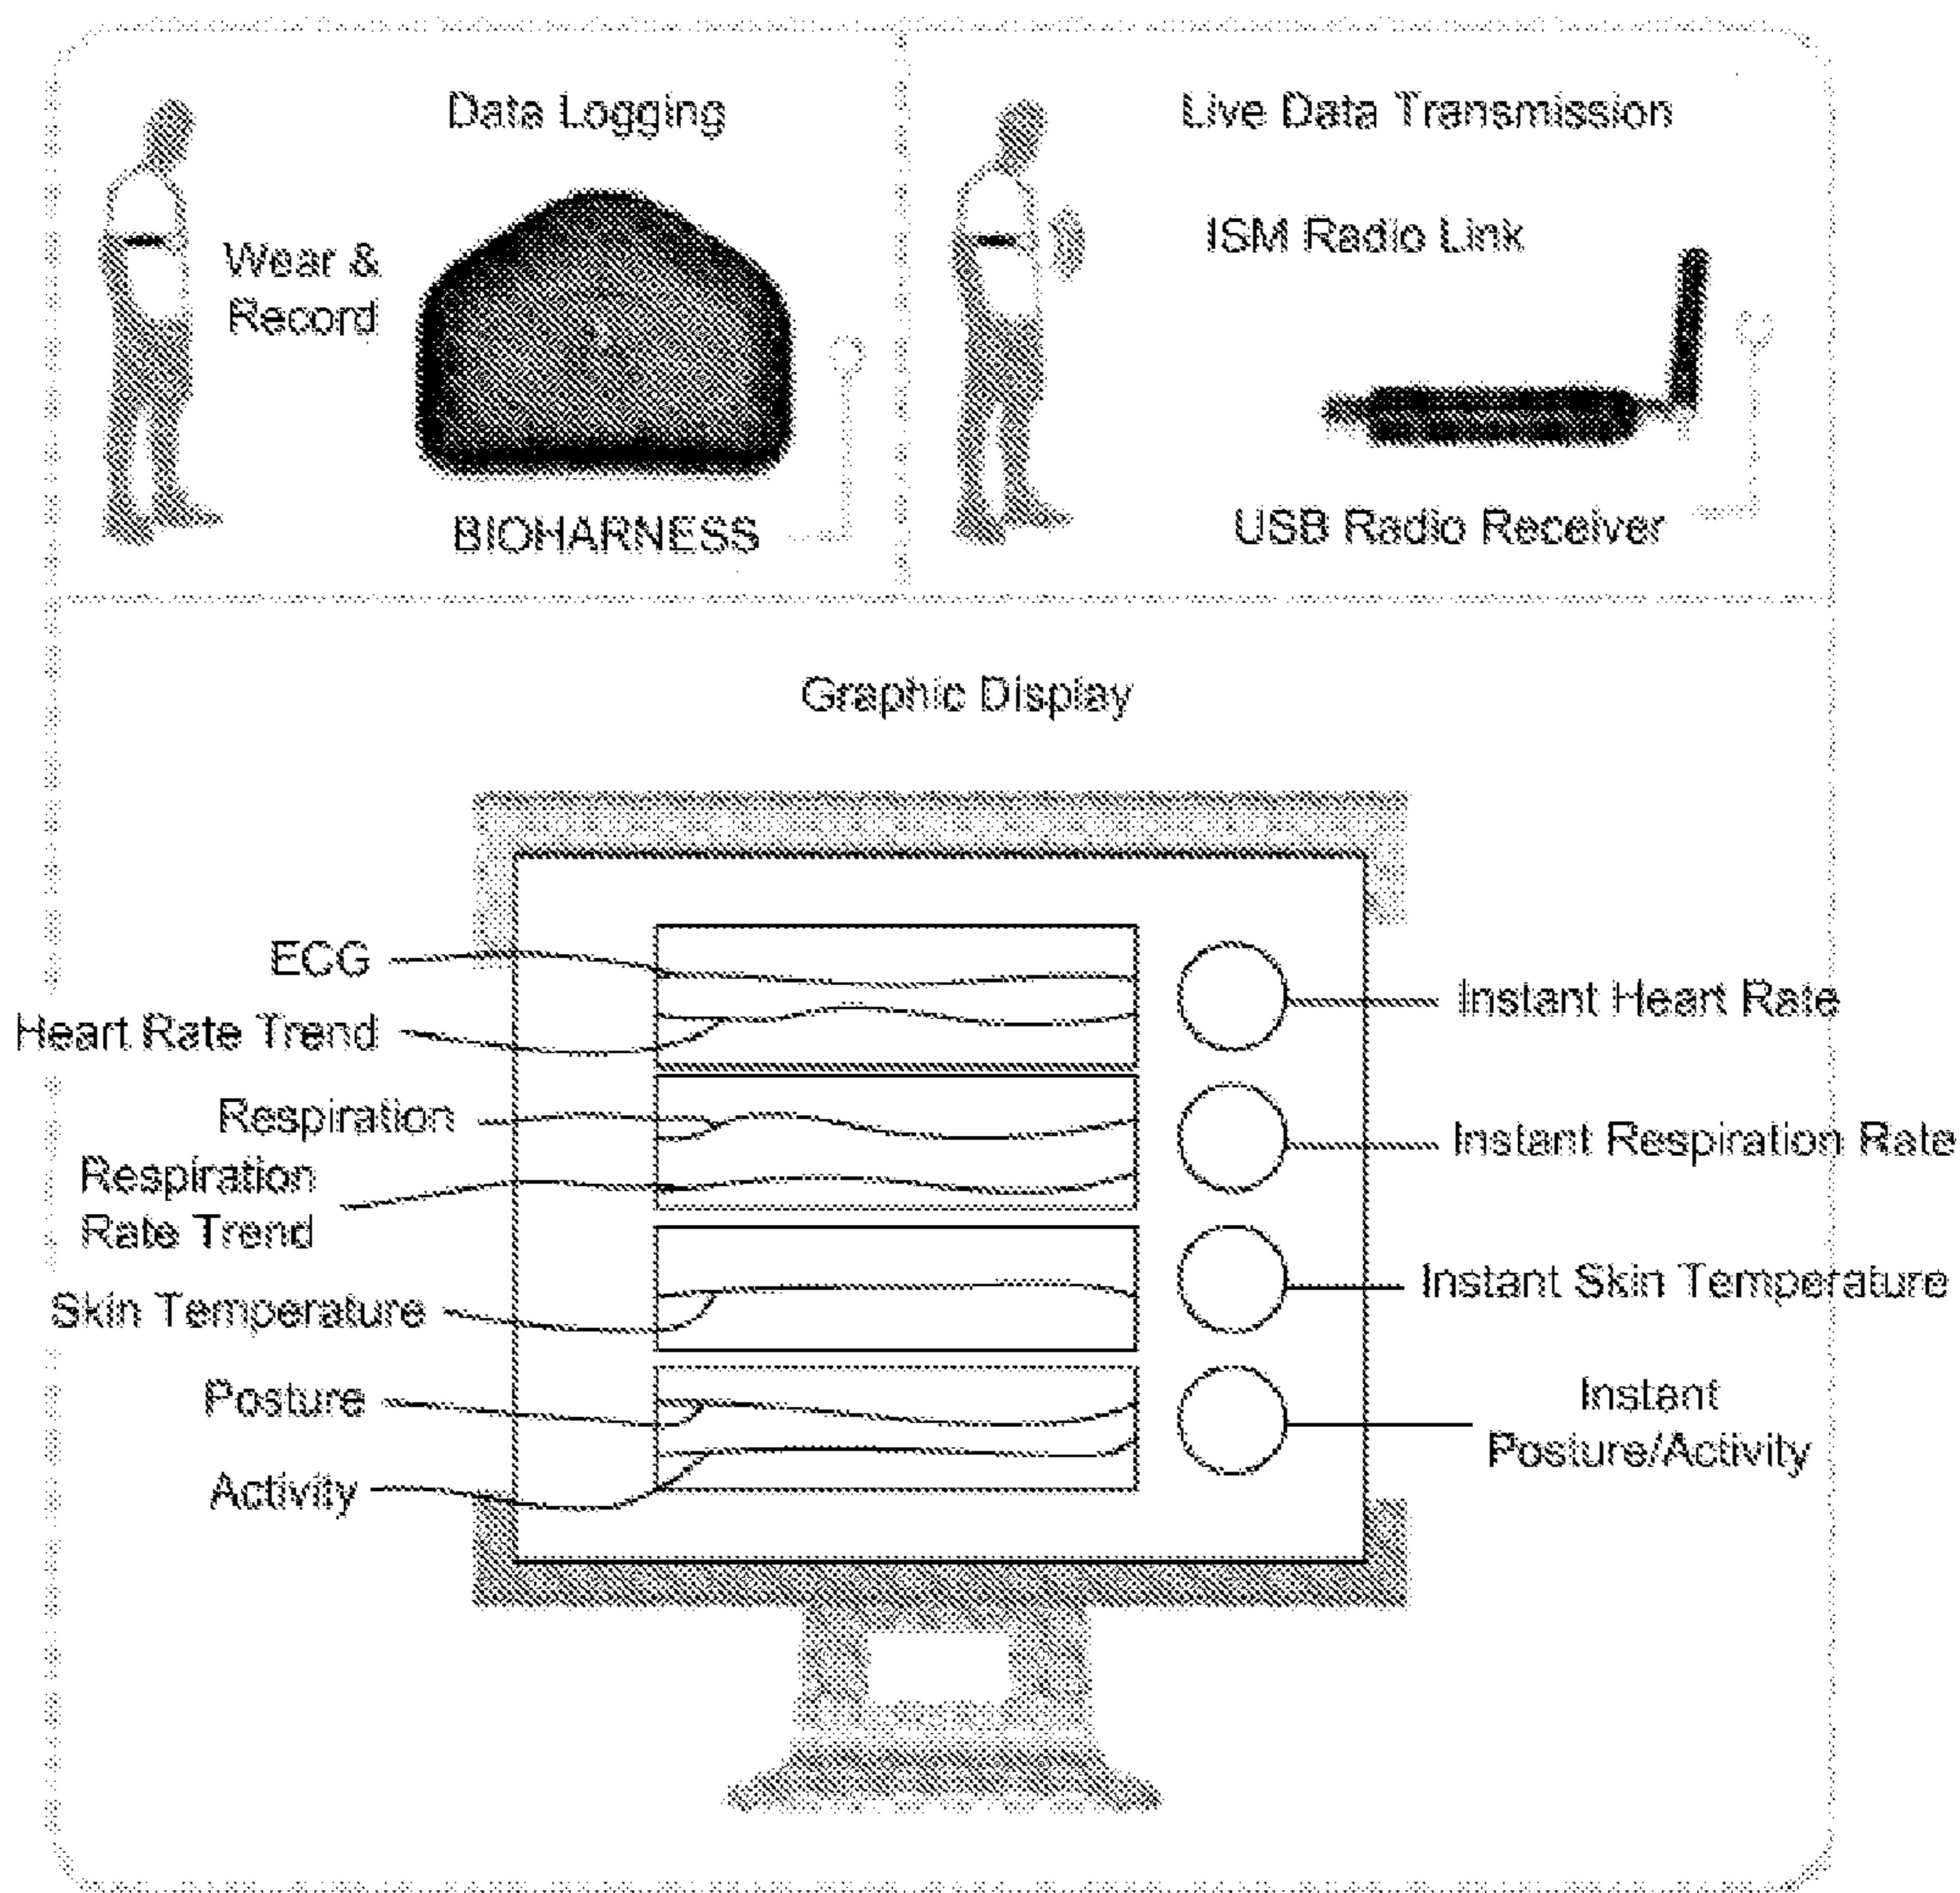 Data Logging
Wear &
Record
BIOHARNESS
Live Data Transmission
ISM Radio Link
USB Radio Receiver
Graphic Display
ECG
Heart Rate Trend
Respiration
Respiration
Rate Trend
Skin Temperature
Posture
Activity
Instant Heart Rate
Instant Respiration Rate
Instant Skin Temperature
Instant
Posture/Activity